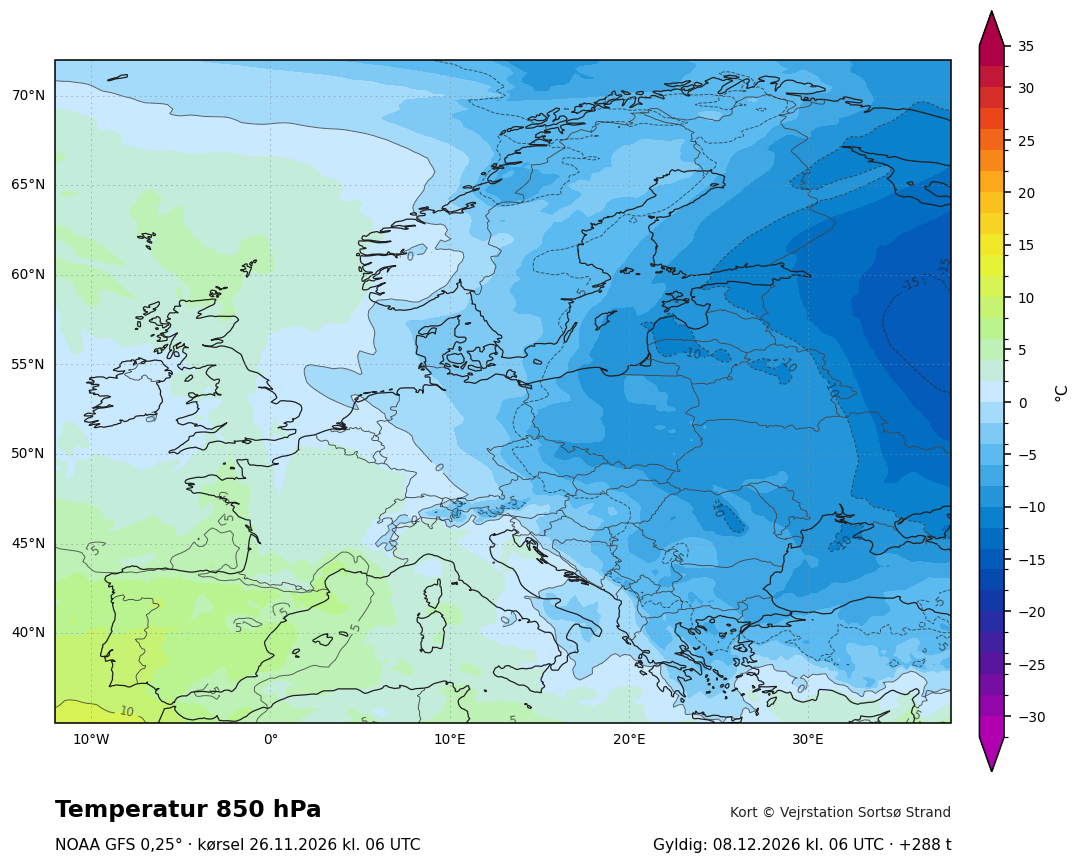 35
30
25
20
15
10
5
0
−5
−10
−15
−20
−25
−30
°C
70°N
65°N
60°N
55°N
50°N
45°N
40°N
10°W
0°
10°E
20°E
30°E
Temperatur 850 hPa
Kort © Vejrstation Sortsø Strand
NOAA GFS 0,25° · kørsel 26.11.2026 kl. 06 UTC
Gyldig: 08.12.2026 kl. 06 UTC · +288 t